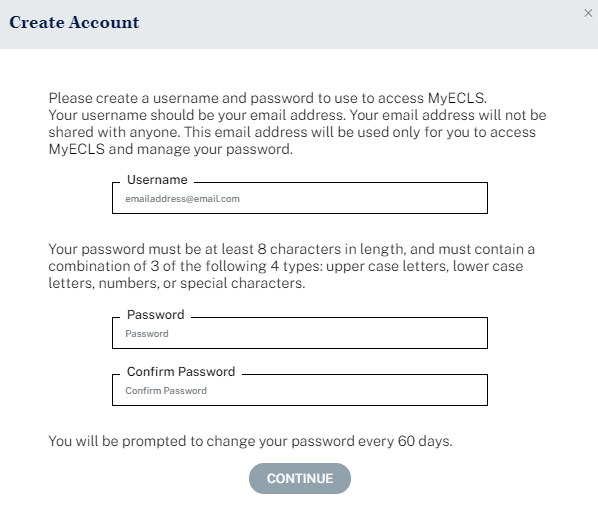 Create Account
×
Please create a username and password to use to access MyECLS.
Your username should be your email address. Your email address will not be
shared with anyone. This email address will be used only for you to access
MyECLS and manage your password.
Username
emailaddress@email.com
Your password must be at least 8 characters in length, and must contain a
combination of 3 of the following 4 types: upper case letters, lower case
letters, numbers, or special characters.
Password
Password
Confirm Password
Confirm Password
You will be prompted to change your password every 60 days.
CONTINUE